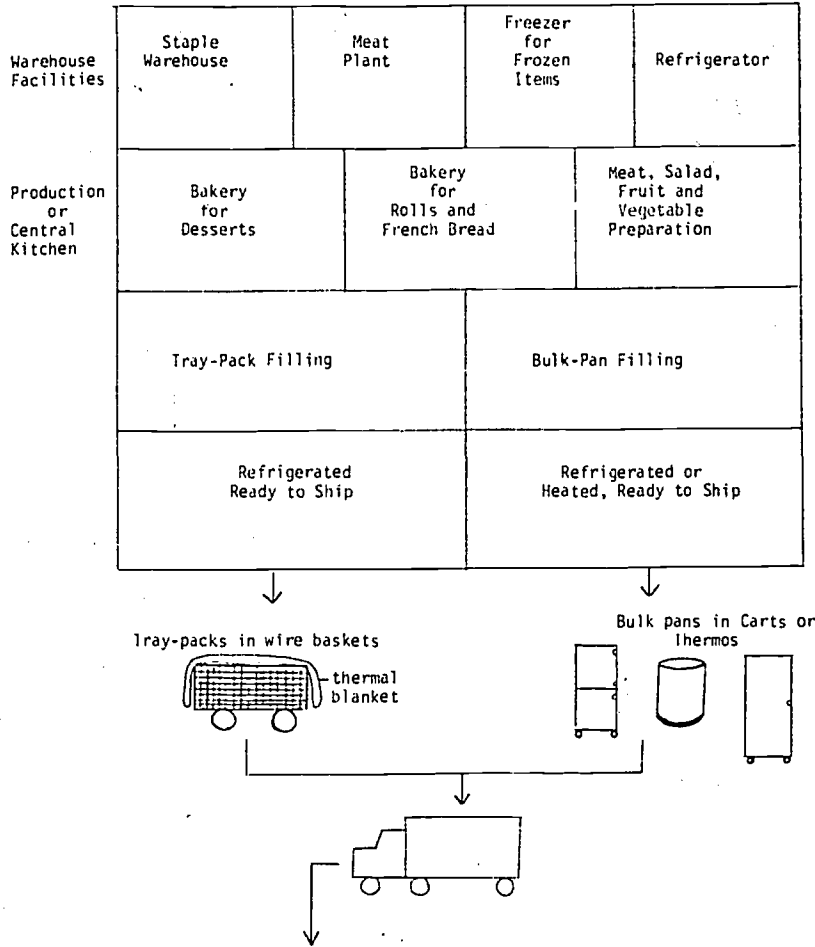 Warehouse
Facilities
Staple
Warehouse
Meat
Plant
Freezer
for
Frozen
Items
Refrigerator
Production
or
Central
Kitchen
Bakery
for
Desserts
Bakery
for
Rolls and
French Bread
Meat, Salad,
Fruit and
Vegetable
Preparation
Tray-Pack Filling
Bulk-Pan Filling
Refrigerated
Ready to Ship
Refrigerated or
Heated, Ready to Ship
Tray-packs in wire baskets
thermal
blanket
Bulk pans in Carts or
Thermos